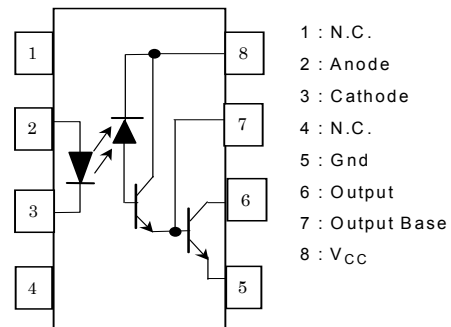 1
2
3
4
8
7
6
5
1 : N.C.
2 : Anode
3 : Cathode
4 : N.C.
5 : Gnd
6 : Output
7 : Output Base
8 : VCC